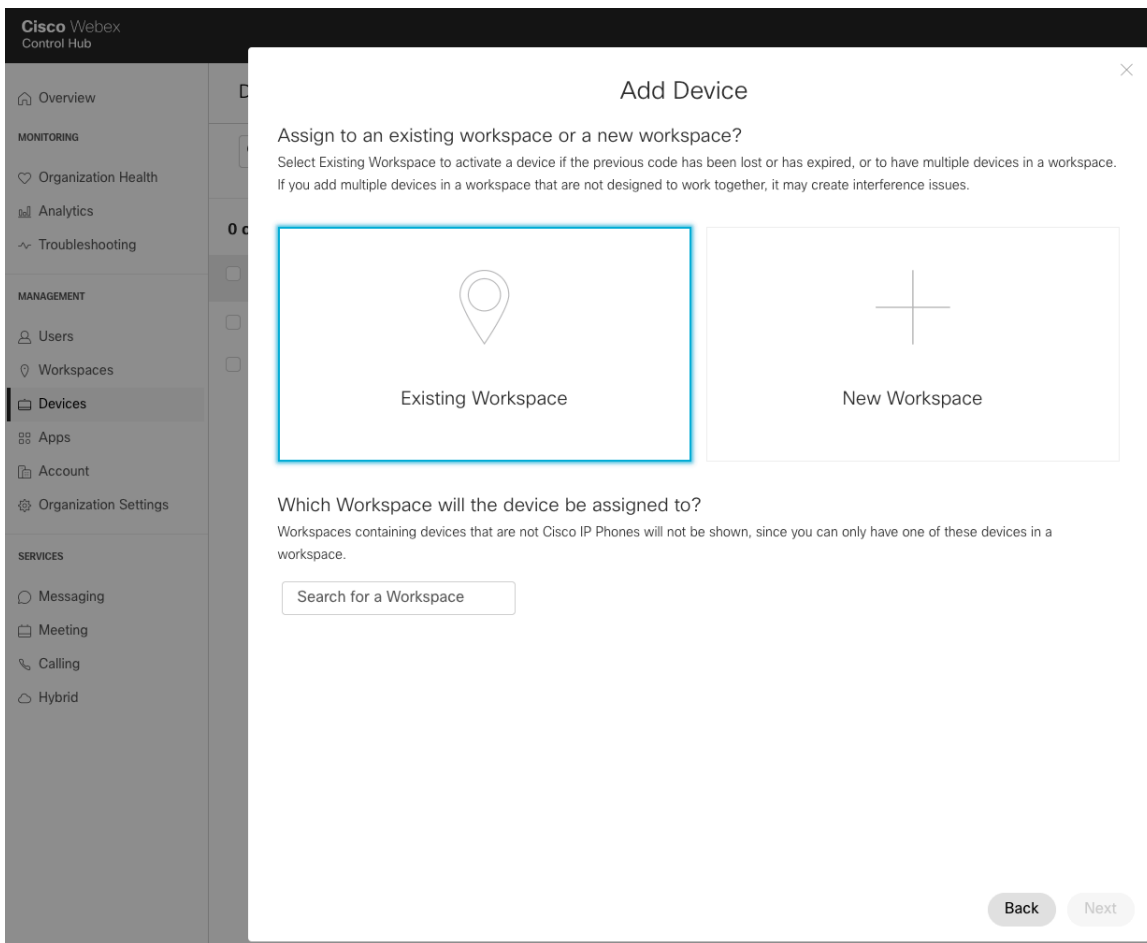 Cisco Webex
Control Hub
Overview
MONITORING
Organization Health
Analytics
Troubleshooting
MANAGEMENT
Users
Workspaces
Devices
Apps
Account
Organization Settings
SERVICES
Messaging
Meeting
Calling
Hybrid
D
0 o
Add Device
Assign to an existing workspace or a new workspace?
Select Existing Workspace to activate a device if the previous code has been lost or has expired, or to have multiple devices in a workspace.
If you add multiple devices in a workspace that are not designed to work together, it may create interference issues.
Existing Workspace
New Workspace
Which Workspace will the device be assigned to?
Workspaces containing devices that are not Cisco IP Phones will not be shown, since you can only have one of these devices in a
workspace.
Search for a Workspace
Back
Next